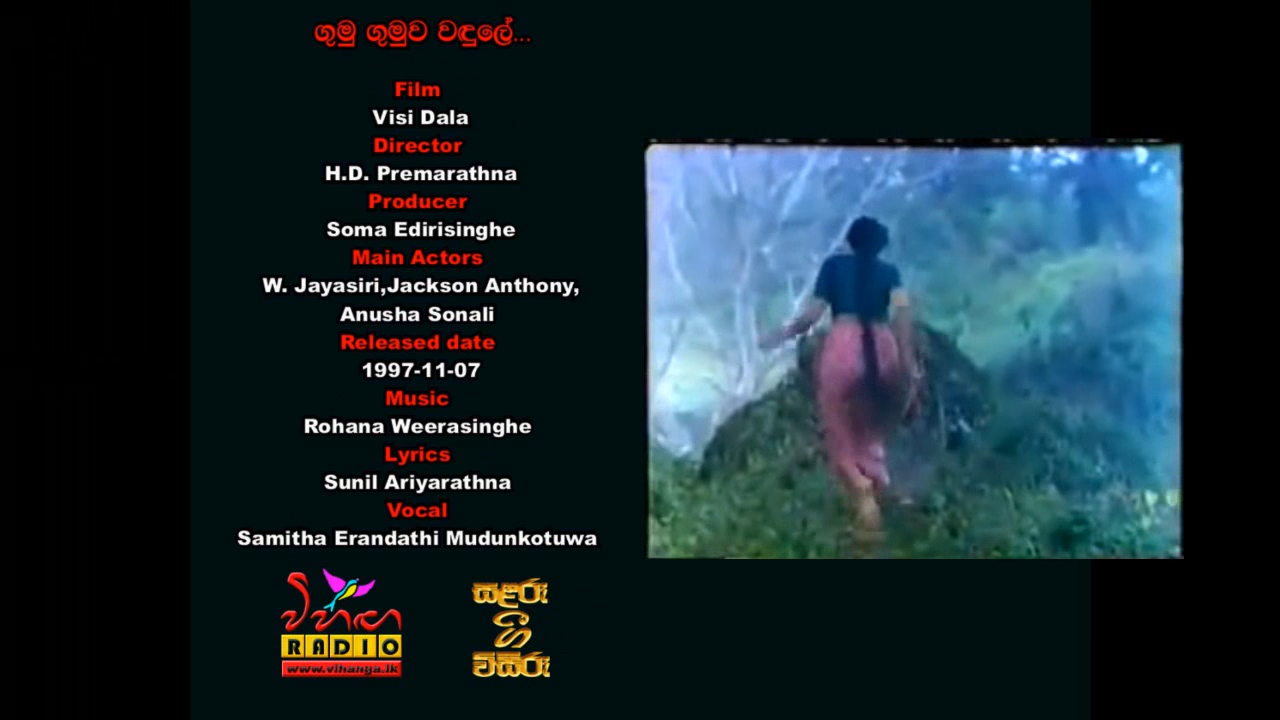 ගුමු ගුමුව වඳුලේ...
Film
Visi Dala
Director
H.D. Premarathna
Producer
Soma Edirisinghe
Main Actors
W. Jayasiri,Jackson Anthony,
Anusha Sonali
Released date
1997-11-07
Music
Rohana Weerasinghe
Lyrics
Sunil Ariyarathna
Vocal
Samitha Erandathi Mudunkotuwa
විහඟ
RADIO
www.vihanga.lk
සළරූ
ගී
විසිරූ